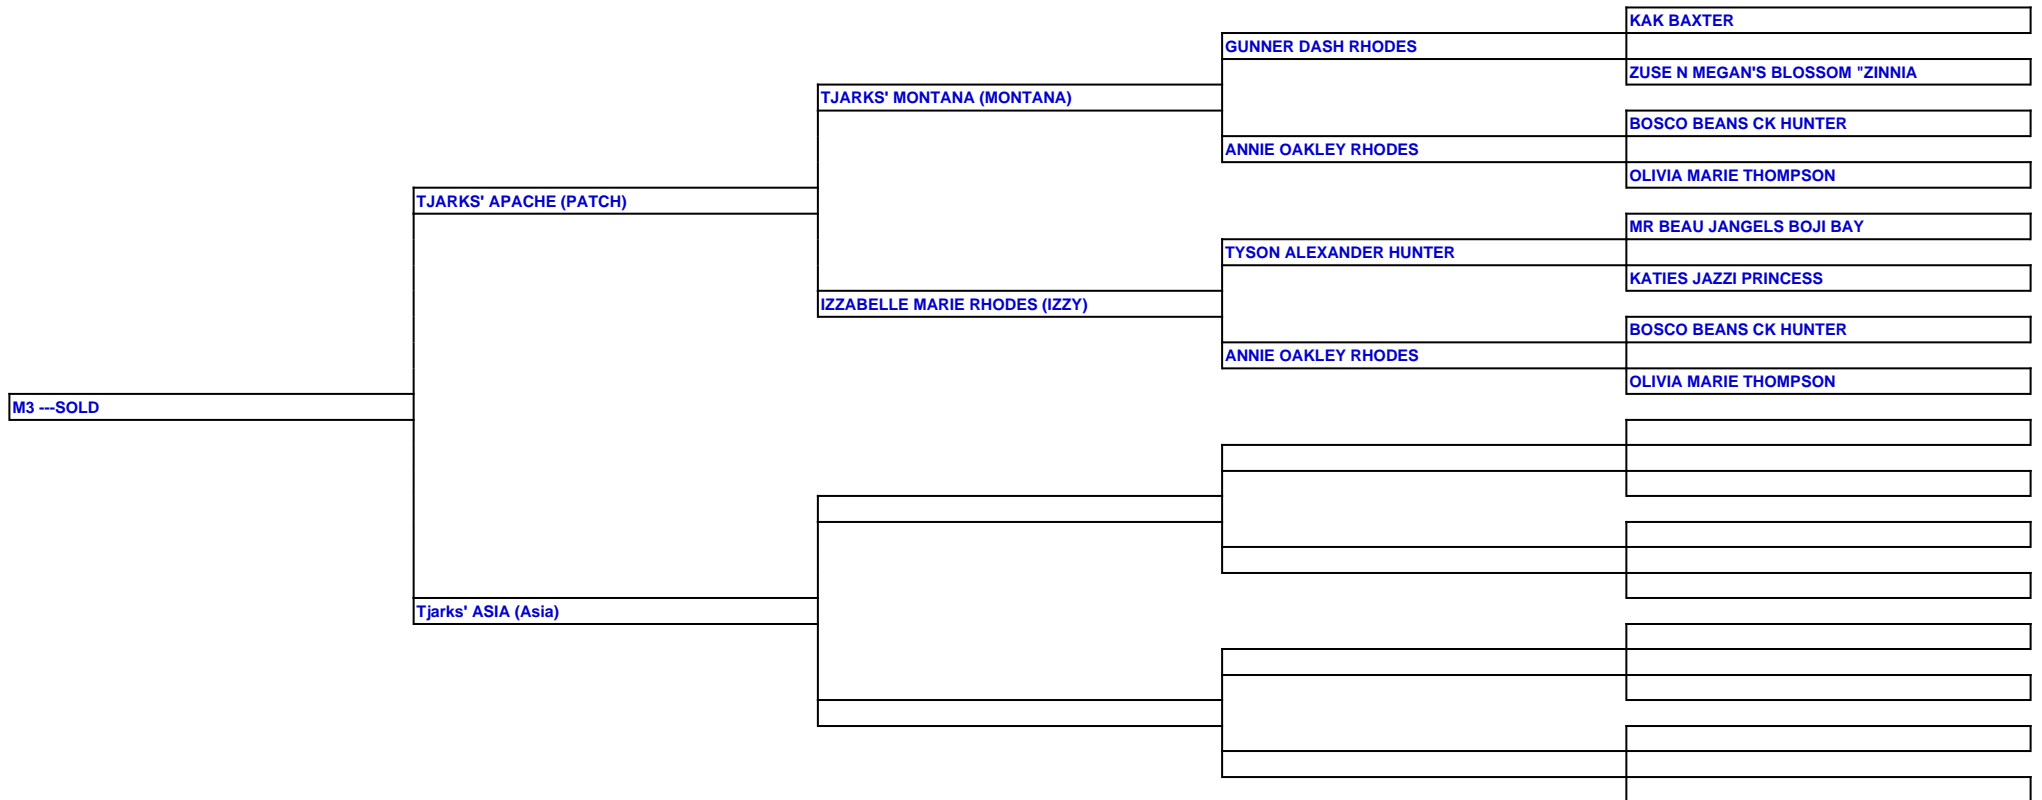 KAK BAXTER
GUNNER DASH RHODES
ZUSE N MEGAN'S BLOSSOM "ZINNIA
TJARKS' MONTANA (MONTANA)
BOSCO BEANS CK HUNTER
ANNIE OAKLEY RHODES
OLIVIA MARIE THOMPSON
TJARKS' APACHE (PATCH)
MR BEAU JANGELS BOJI BAY
TYSON ALEXANDER HUNTER
KATIES JAZZI PRINCESS
IZZABELLE MARIE RHODES (IZZY)
BOSCO BEANS CK HUNTER
ANNIE OAKLEY RHODES
OLIVIA MARIE THOMPSON
M3 ---SOLD
Tjarks' ASIA (Asia)